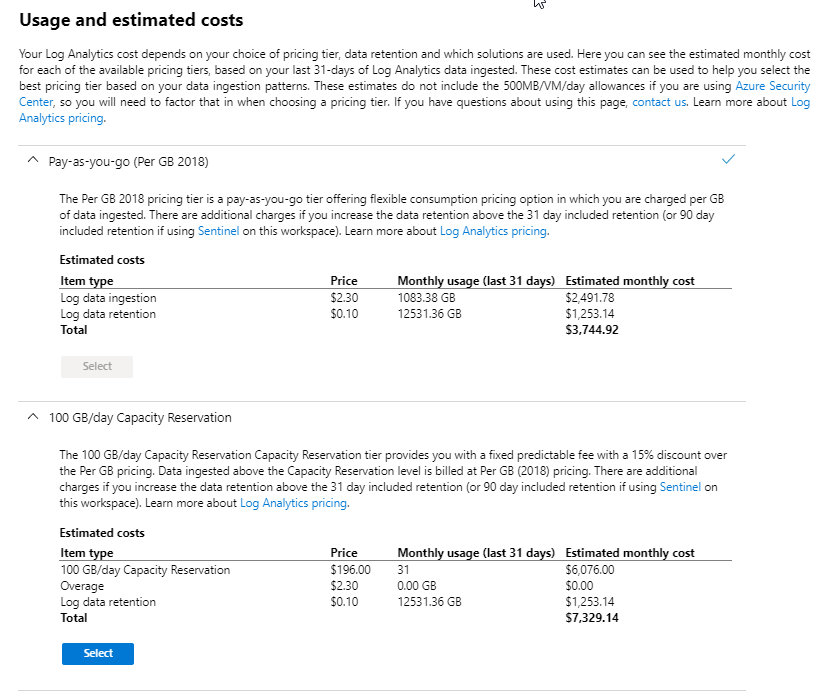 Usage and estimated costs
Your Log Analytics cost depends on your choice of pricing tier, data retention and which solutions are used. Here you can see the estimated monthly cost
for each of the available pricing tiers, based on your last 31-days of Log Analytics data ingested. These cost estimates can be used to help you select the
best pricing tier based on your data ingestion patterns. These estimates do not include the 500MB/VM/day allowances if you are using Azure Security
Center, so you will need to factor that in when choosing a pricing tier. If you have questions about using this page, contact us. Learn more about Log
Analytics pricing.
Pay-as-you-go (Per GB 2018)
The Per GB 2018 pricing tier is a pay-as-you-go tier offering flexible consumption pricing option in which you are charged per GB
of data ingested. There are additional charges if you increase the data retention above the 31 day included retention (or 90 day
included retention if using Sentinel on this workspace). Learn more about Log Analytics pricing.
Estimated costs
Item type Price Monthly usage (last 31 days) Estimated monthly cost
Log data ingestion $2.30 1083.38 GB $2,491.78
Log data retention $0.10 12531.36 GB $1,253.14
Total $3,744.92
Select
100 GB/day Capacity Reservation
The 100 GB/day Capacity Reservation Capacity Reservation tier provides you with a fixed predictable fee with a 15% discount over
the Per GB pricing. Data ingested above the Capacity Reservation level is billed at Per GB (2018) pricing. There are additional
charges if you increase the data retention above the 31 day included retention (or 90 day included retention if using Sentinel on
this workspace). Learn more about Log Analytics pricing.
Estimated costs
Item type Price Monthly usage (last 31 days) Estimated monthly cost
100 GB/day Capacity Reservation $196.00 31 $6,076.00
Overage $2.30 0.00 GB $0.00
Log data retention $0.10 12531.36 GB $1,253.14
Total $7,329.14
Select